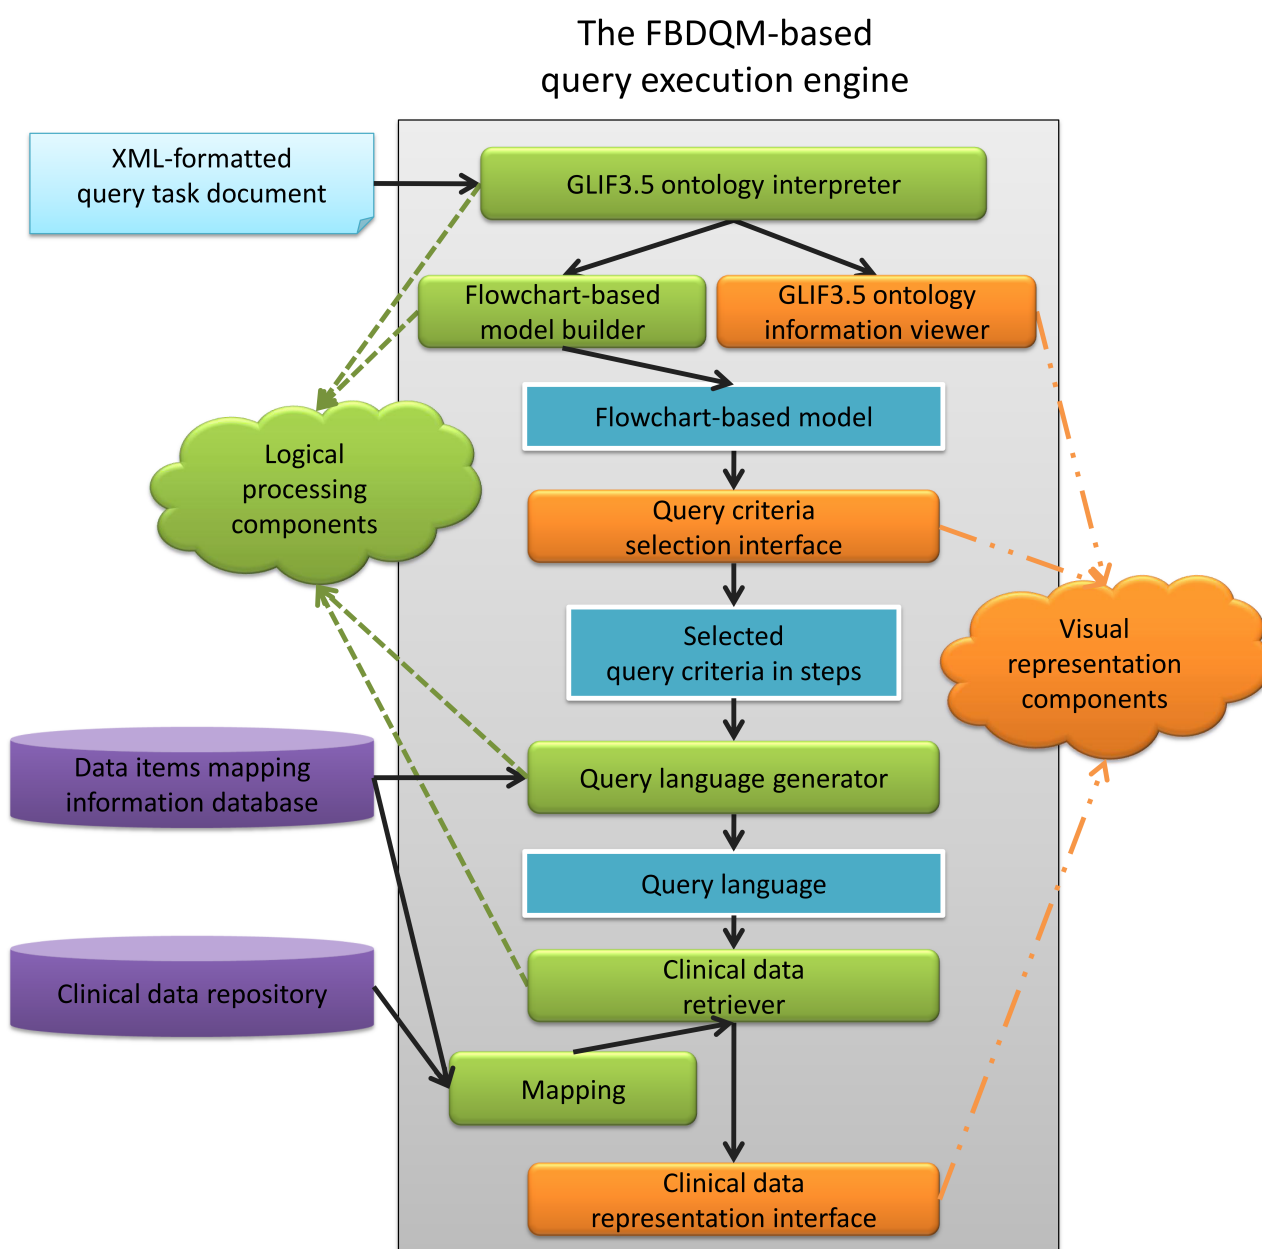 The FBDQM-based
query execution engine
XML-formatted
query task document
GLIF3.5 ontology interpreter
Flowchart-based
model builder
GLIF3.5 ontology
information viewer
Flowchart-based model
Logical
processing
components
Query criteria
selection interface
Selected
query criteria in steps
Visual
representation
components
Data items mapping
information database
Query language generator
Query language
Clinical data repository
Clinical data
retriever
Mapping
Clinical data
representation interface